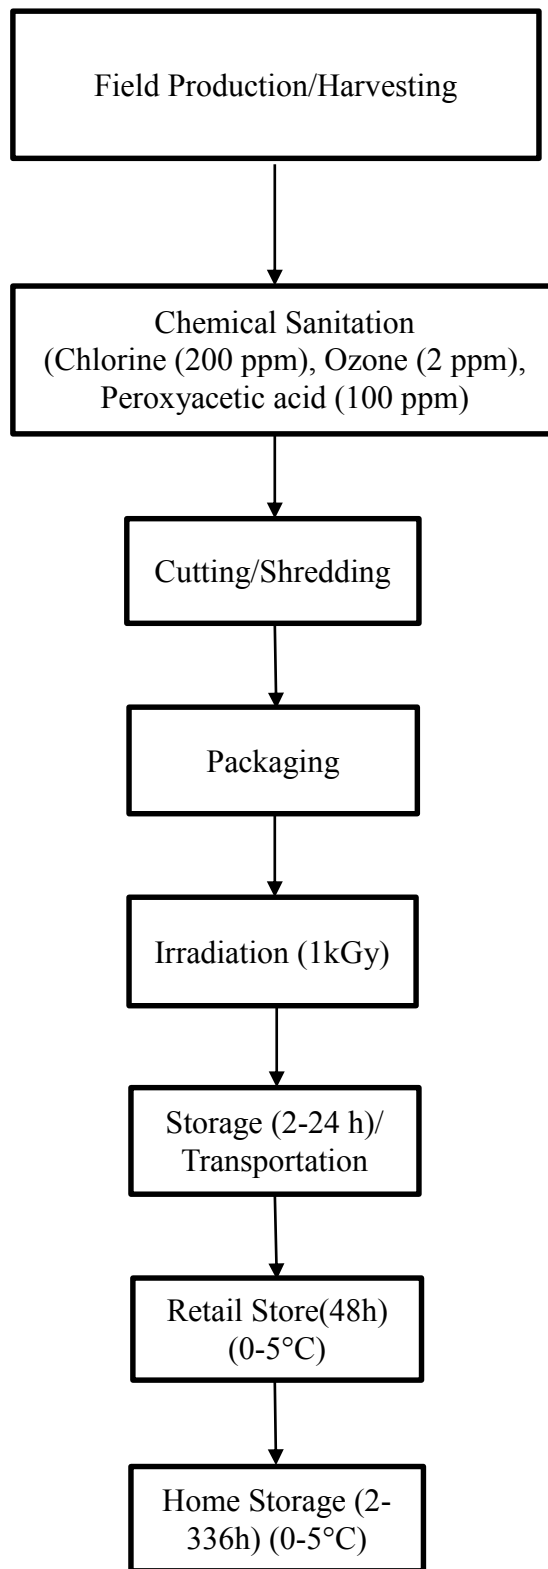 Field Production/Harvesting
Chemical Sanitation
(Chlorine (200 ppm), Ozone (2 ppm),
Peroxyacetic acid (100 ppm)
Cutting/Shredding
Packaging
Irradiation (1kGy)
Storage (2-24 h)/
Transportation
Retail Store(48h)
(0-5°C)
Home Storage (2-
336h) (0-5°C)